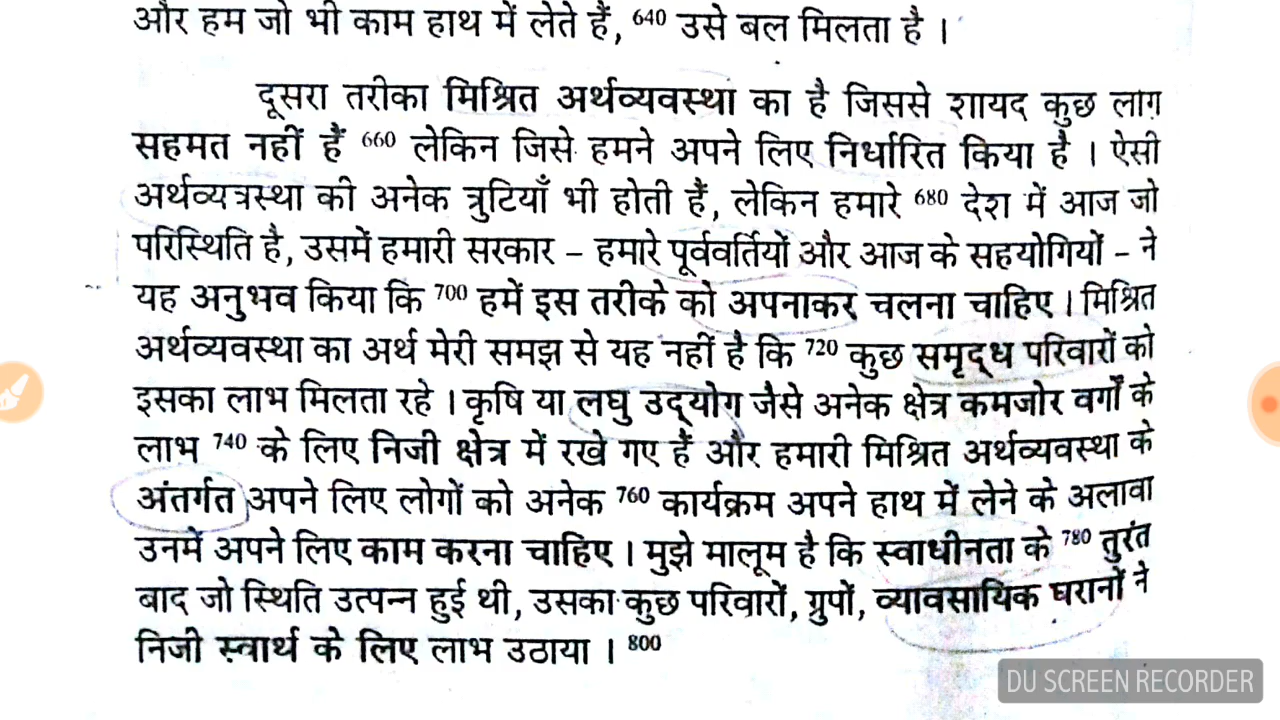 और हम जो भी काम हाथ में लेते हैं, 640 उसे बल मिलता है ।
दूसरा तरीका मिश्रित अर्थव्यवस्था का है जिससे शायद कुछ लोग
सहमत नहीं हैं 660 लेकिन जिसे हमने अपने लिए निर्धारित किया है । ऐसी
अर्थव्यवस्था की अनेक त्रुटियाँ भी होती हैं, लेकिन हमारे 680 देश में आज जो
परिस्थिति है, उसमें हमारी सरकार – हमारे पूर्ववर्तियों और आज के सहयोगियों – ने
यह अनुभव किया कि 700 हमें इस तरीके को अपनाकर चलना चाहिए । मिश्रित
अर्थव्यवस्था का अर्थ मेरी समझ से यह नहीं है कि 720 कुछ समृद्ध परिवारों को
इसका लाभ मिलता रहे । कृषि या लघु उद्योग जैसे अनेक क्षेत्र कमजोर वर्गों के
लाभ 740 के लिए निजी क्षेत्र में रखे गए हैं और हमारी मिश्रित अर्थव्यवस्था के
अंतर्गत अपने लिए लोगों को अनेक 760 कार्यक्रम अपने हाथ में लेने के अलावा
उनमें अपने लिए काम करना चाहिए । मुझे मालूम है कि स्वाधीनता के 780 तुरंत
बाद जो स्थिति उत्पन्न हुई थी, उसका कुछ परिवारों, ग्रुपों, व्यावसायिक घरानों ने
निजी स्वार्थ के लिए लाभ उठाया । 800
DU SCREEN RECORDER